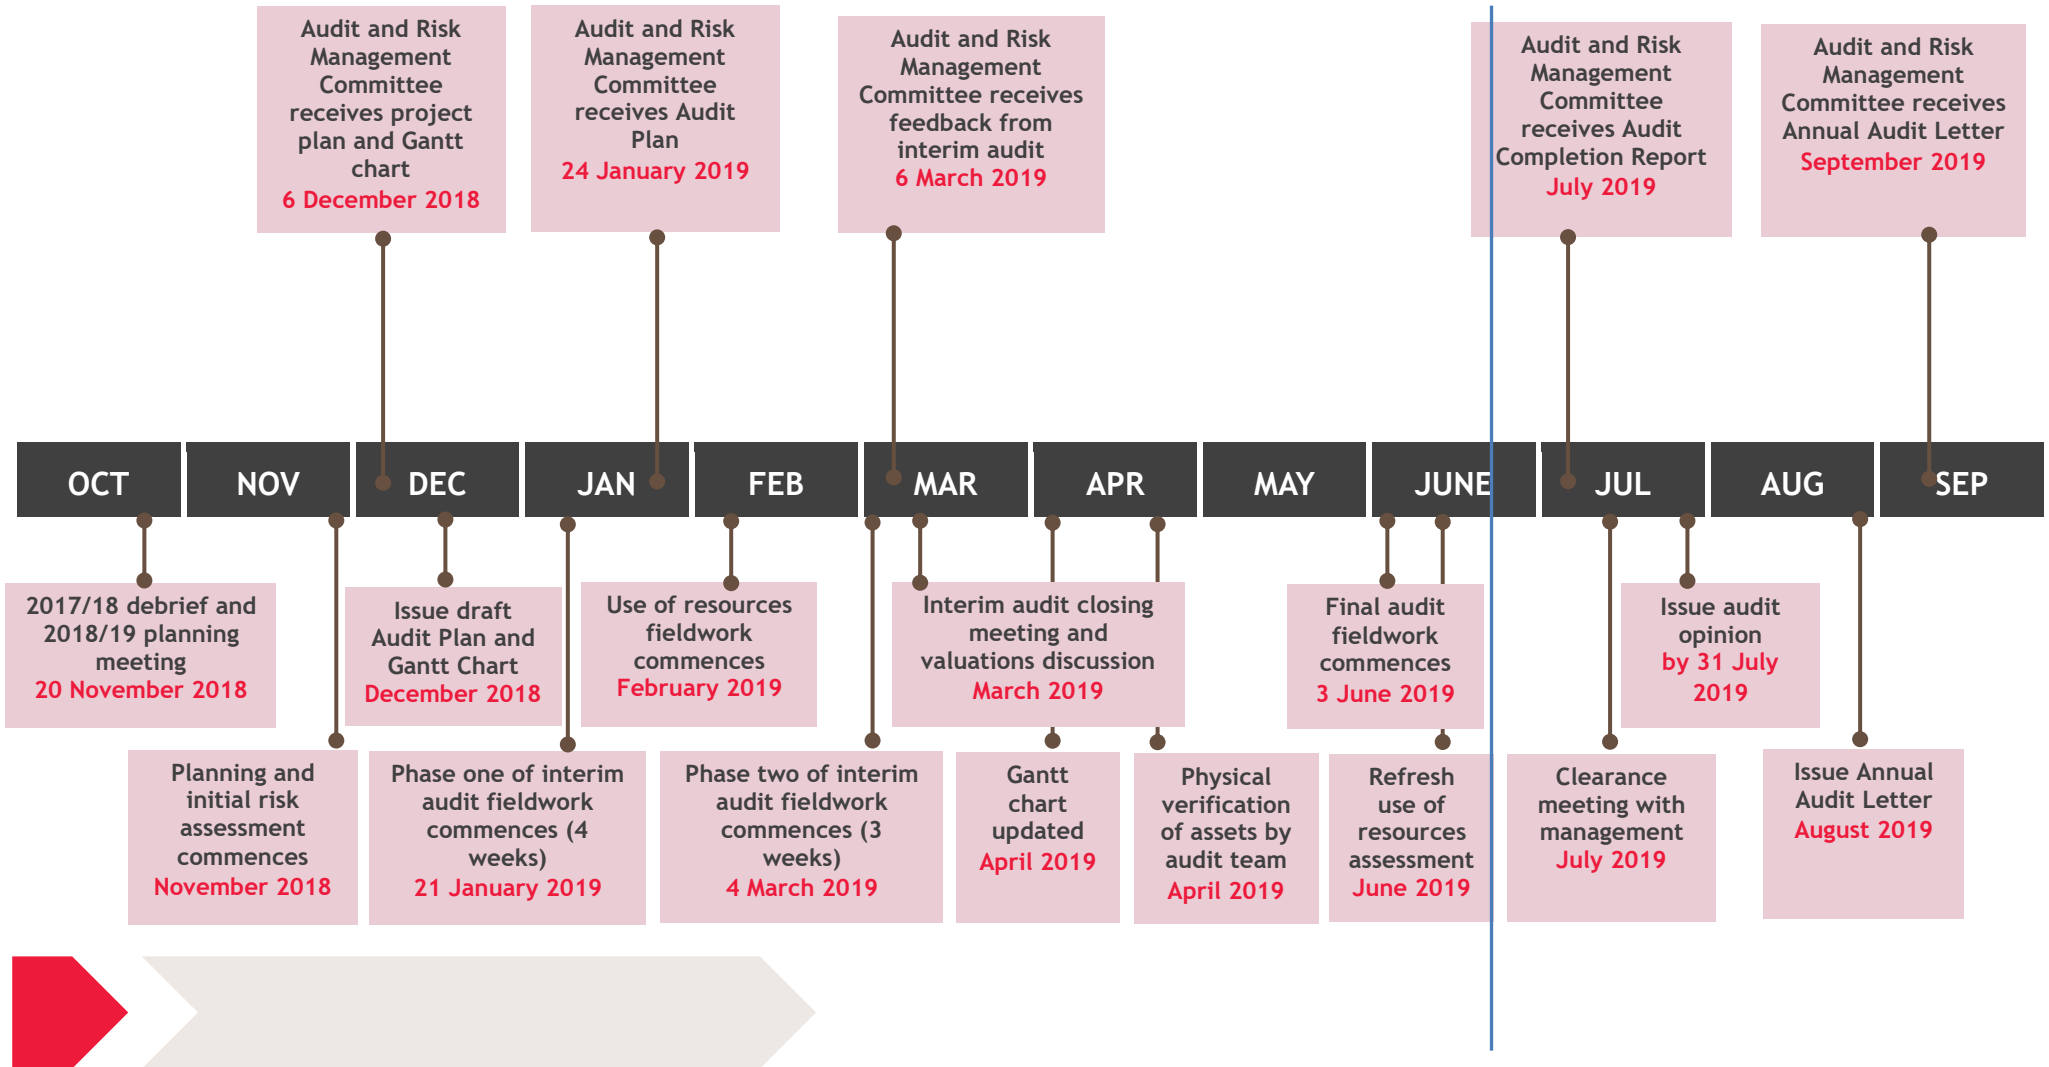 Audit and Risk
Management
Committee
receives project
plan and Gantt
chart
6 December 2018
Audit and Risk
Management
Committee
receives Audit
Plan
24 January 2019
Audit and Risk
Management
Committee receives
feedback from
interim audit
6 March 2019
Audit and Risk
Management
Committee
receives Audit
Completion Report
July 2019
Audit and Risk
Management
Committee receives
Annual Audit Letter
September 2019
OCT
NOV
DEC
JAN
FEB
MAR
APR
MAY
JUNE
JUL
AUG
SEP
2017/18 debrief and
2018/19 planning
meeting
20 November 2018
Issue draft
Audit Plan and
Gantt Chart
December 2018
Use of resources
fieldwork
commences
February 2019
Interim audit closing
meeting and
valuations discussion
March 2019
Final audit
fieldwork
commences
3 June 2019
Issue audit
opinion
by 31 July
2019
Planning and
initial risk
assessment
commences
November 2018
Phase one of interim
audit fieldwork
commences (4
weeks)
21 January 2019
Phase two of interim
audit fieldwork
commences (3
weeks)
4 March 2019
Gantt
chart
updated
April 2019
Physical
verification
of assets by
audit team
April 2019
Refresh
use of
resources
assessment
June 2019
Clearance
meeting with
management
July 2019
Issue Annual
Audit Letter
August 2019